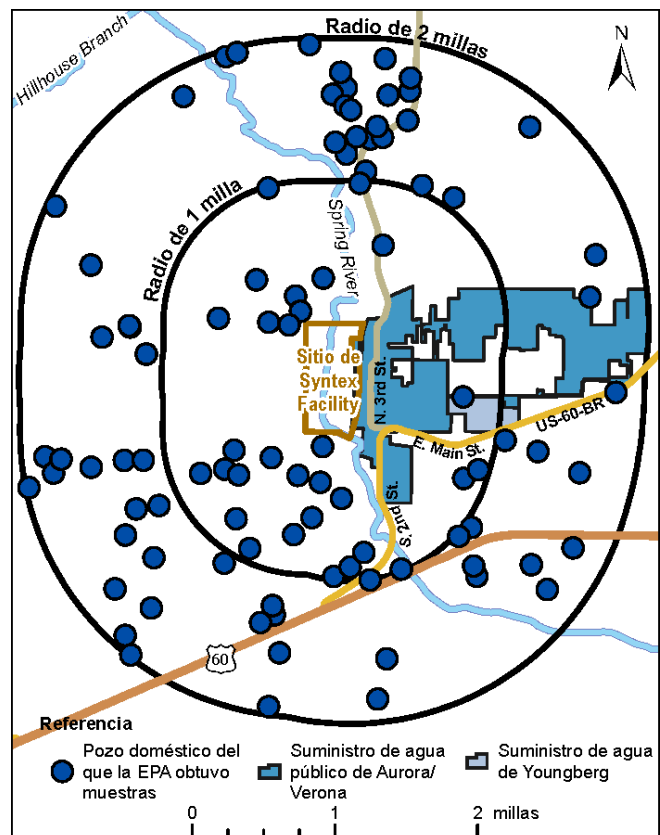 Radio de 2 millas
N
Hillhouse Branch
Radio de 1 milla
Spring River
Sitio de
Syntex
Facility
N. 3rd St.
US-60-BR
E. Main St.
S. 2nd St.
60
Referencia
Pozo doméstico del
que la EPA obtuvo
muestras
Suministro de agua
público de Aurora/
Verona
Suministro de agua
de Youngberg
0 1 2 millas